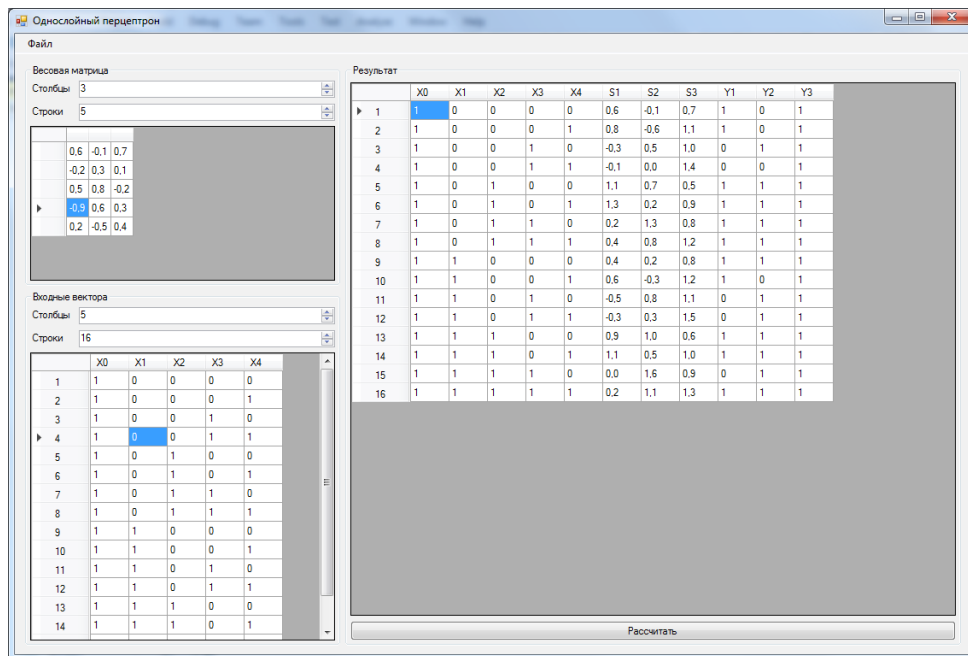 Однослойный перцептрон
Файл
Весовая матрица
Столбцы 3
Строки 5
0,6 -0,1 0,7
-0,2 0,3 0,1
0,5 0,8 -0,2
-0,9 0,6 0,3
0,2 -0,5 0,4
Входные вектора
Столбцы 5
Строки 16
X0 X1 X2 X3 X4
1 1 0 0 0 0
2 1 0 0 0 1
3 1 0 0 1 0
4 1 0 0 1 1
5 1 0 1 0 0
6 1 0 1 0 1
7 1 0 1 1 0
8 1 0 1 1 1
9 1 1 0 0 0
10 1 1 0 0 1
11 1 1 0 1 0
12 1 1 0 1 1
13 1 1 1 0 0
14 1 1 1 0 1
Результат
X0 X1 X2 X3 X4 S1 S2 S3 Y1 Y2 Y3
1 1 0 0 0 0 0,6 -0,1 0,7 1 0 1
2 1 0 0 0 1 0,8 -0,6 1,1 1 0 1
3 1 0 0 1 0 -0,3 0,5 1,0 0 1 1
4 1 0 0 1 1 -0,1 0,0 1,4 0 0 1
5 1 0 1 0 0 1,1 0,7 0,5 1 1 1
6 1 0 1 0 1 1,3 0,2 0,9 1 1 1
7 1 0 1 1 0 0,2 1,3 0,8 1 1 1
8 1 0 1 1 1 0,4 0,8 1,2 1 1 1
9 1 1 0 0 0 0,4 0,2 0,8 1 1 1
10 1 1 0 0 1 0,6 -0,3 1,2 1 0 1
11 1 1 0 1 0 -0,5 0,8 1,1 0 1 1
12 1 1 0 1 1 -0,3 0,3 1,5 0 1 1
13 1 1 1 0 0 0,9 1,0 0,6 1 1 1
14 1 1 1 0 1 1,1 0,5 1,0 1 1 1
15 1 1 1 1 0 0,0 1,6 0,9 0 1 1
16 1 1 1 1 1 0,2 1,1 1,3 1 1 1
Рассчитать